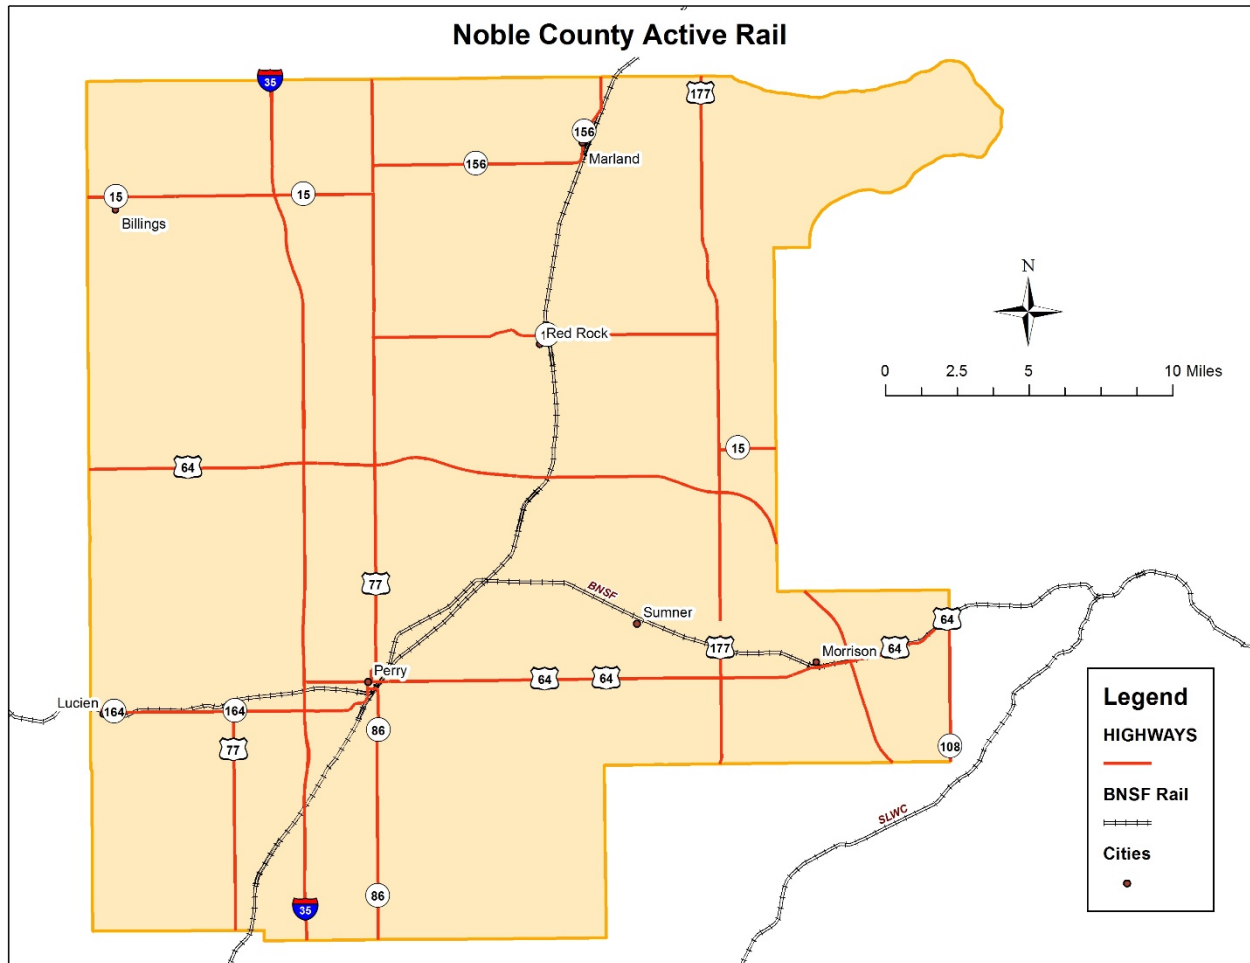 Noble County Active Rail
35
177
156
156
Marland
15
15
Billings
N
Red Rock
0 2.5 5 10 Miles
15
64
77
BNSF
Sumner
64
177
64
Morrison
Perry
64
64
Lucien
164
164
77
86
108
SLWC
86
35
Legend
HIGHWAYS
BNSF Rail
Cities